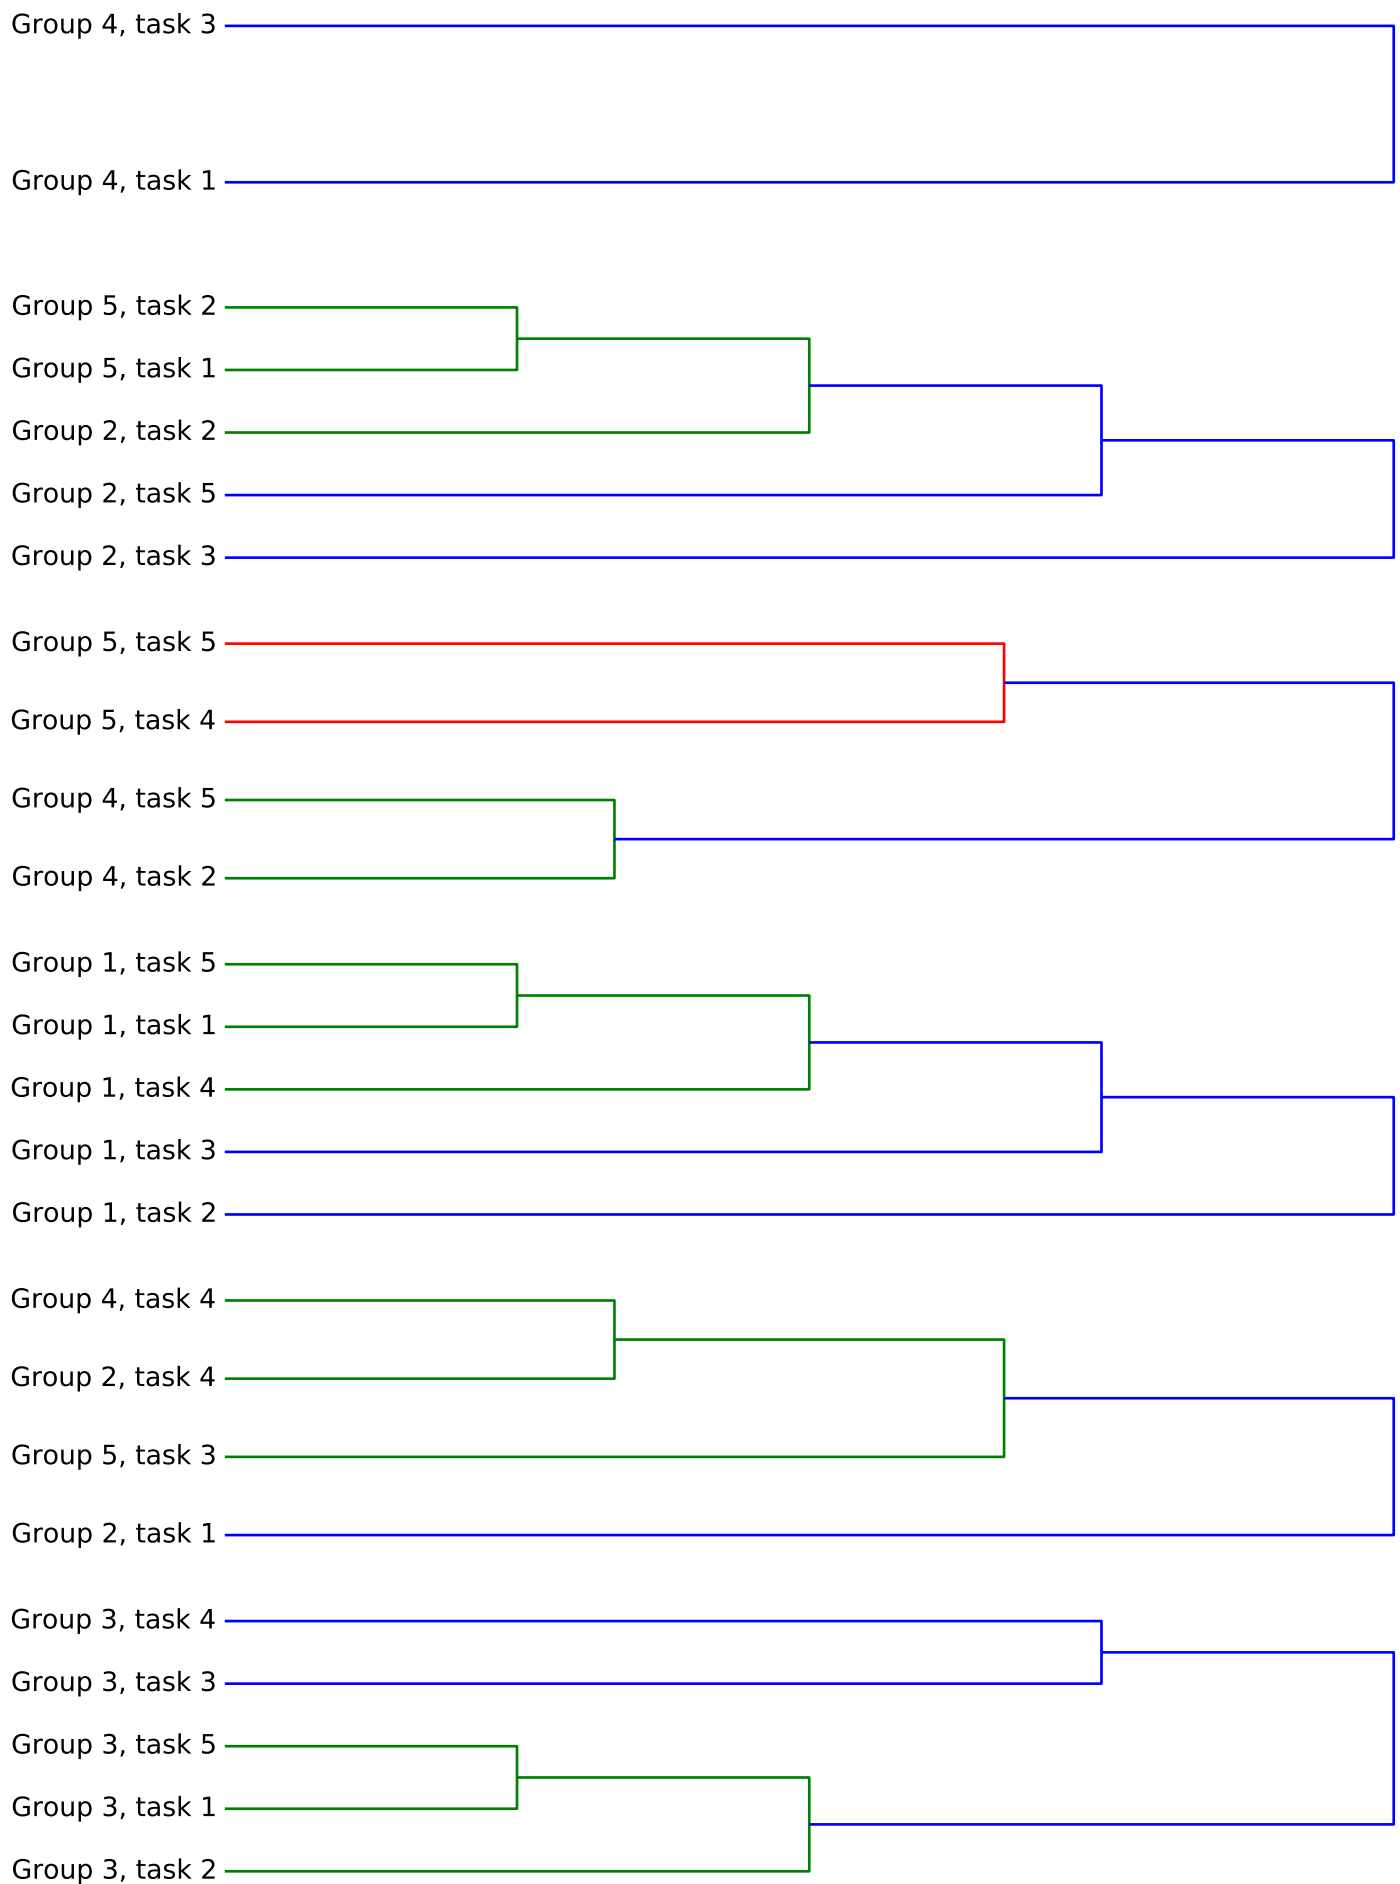 Group 4, task 3
Group 4, task 1
Group 5, task 2
Group 5, task 1
Group 2, task 2
Group 2, task 5
Group 2, task 3
Group 5, task 5
Group 5, task 4
Group 4, task 5
Group 4, task 2
Group 1, task 5
Group 1, task 1
Group 1, task 4
Group 1, task 3
Group 1, task 2
Group 4, task 4
Group 2, task 4
Group 5, task 3
Group 2, task 1
Group 3, task 4
Group 3, task 3
Group 3, task 5
Group 3, task 1
Group 3, task 2